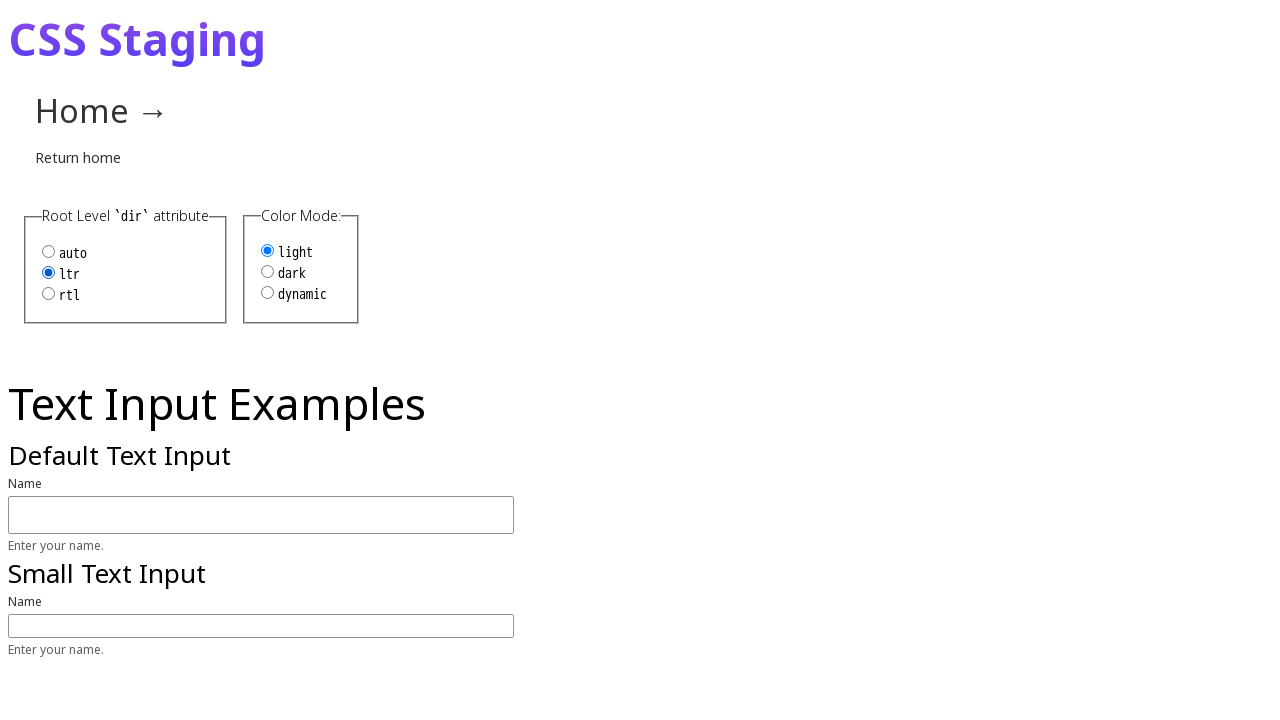 CSS Staging
Home →
Return home
Root Level `dir` attribute
auto
ltr
rtl
Color Mode:
light
dark
dynamic
Text Input Examples
Default Text Input
Name
Enter your name.
Small Text Input
Name
Enter your name.